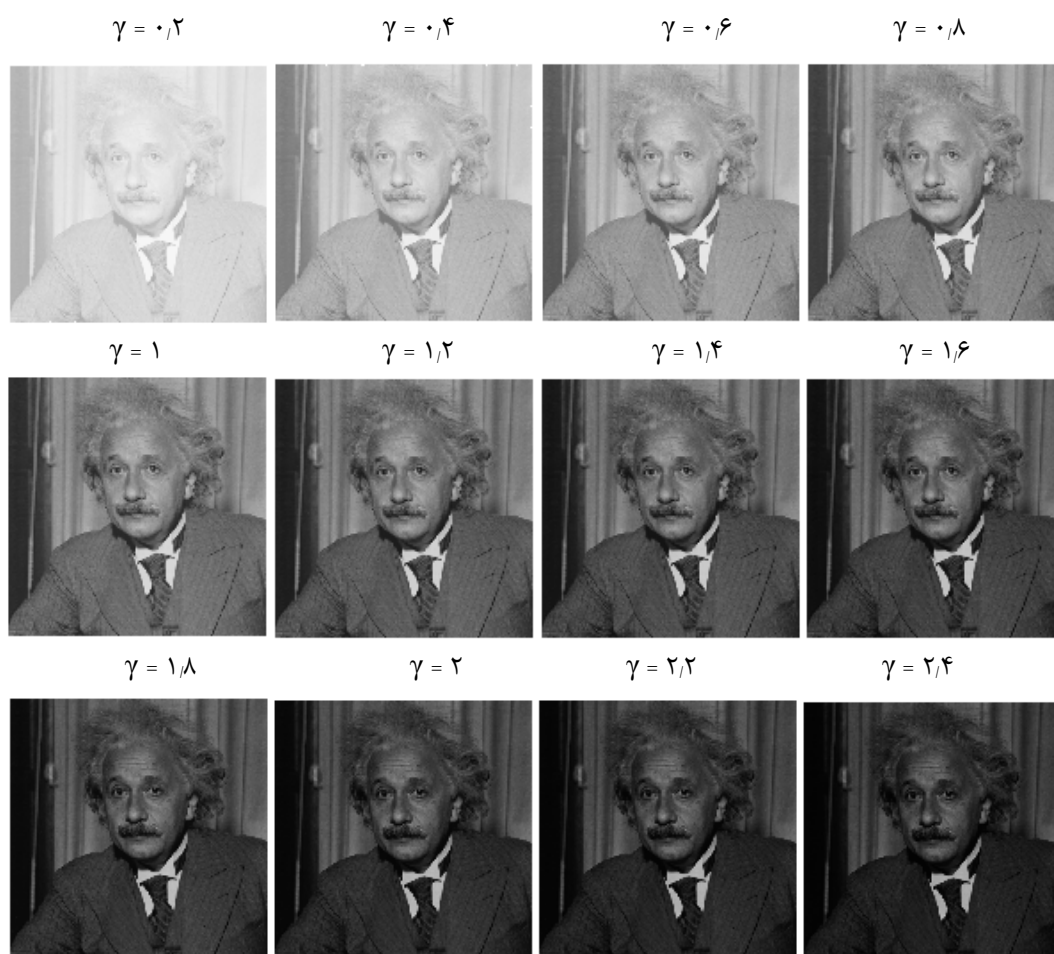 γ = ۰٫۲ γ = ۰٫۴ γ = ۰٫۶ γ = ۰٫۸
γ = ۱ γ = ۱٫۲ γ = ۱٫۴ γ = ۱٫۶
γ = ۱٫۸ γ = ۲ γ = ۲٫۲ γ = ۲٫۴